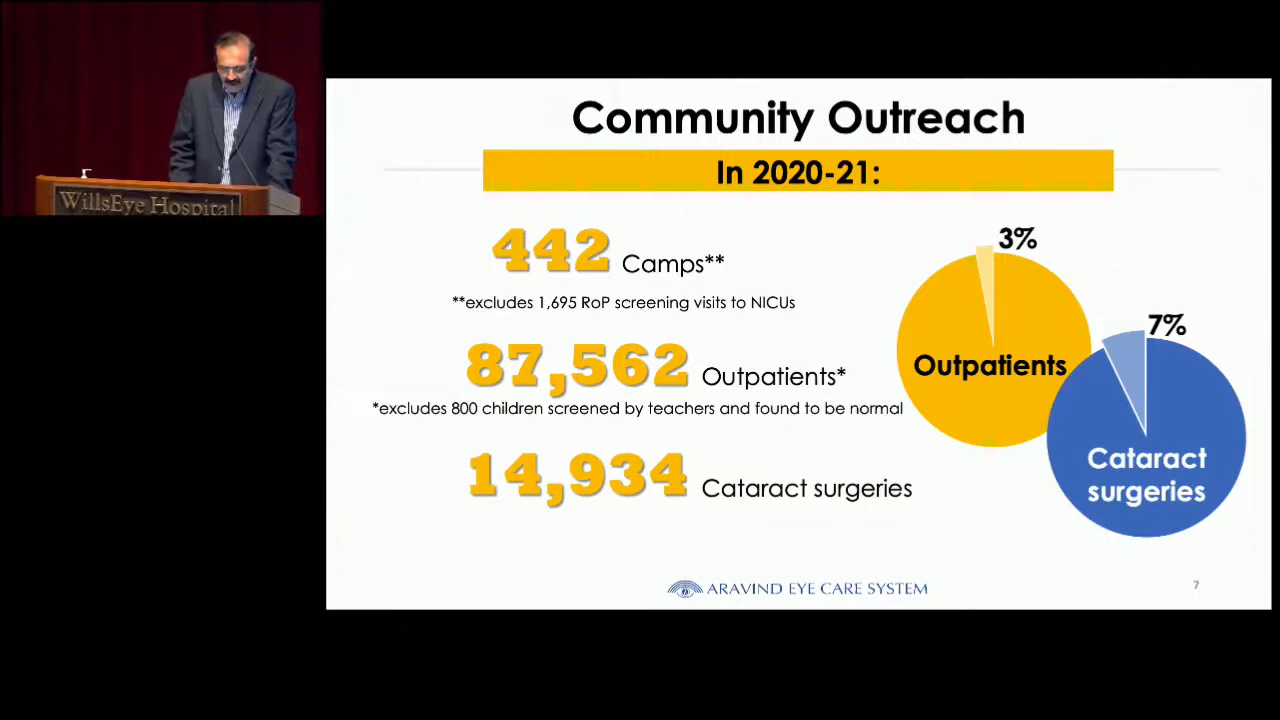 WillsEye Hospital
Community Outreach
In 2020-21:
442 Camps**
**excludes 1,695 RoP screening visits to NICUs
87,562 Outpatients*
*excludes 800 children screened by teachers and found to be normal
14,934 Cataract surgeries
3%
Outpatients
7%
Cataract
surgeries
ARAVIND EYE CARE SYSTEM
7